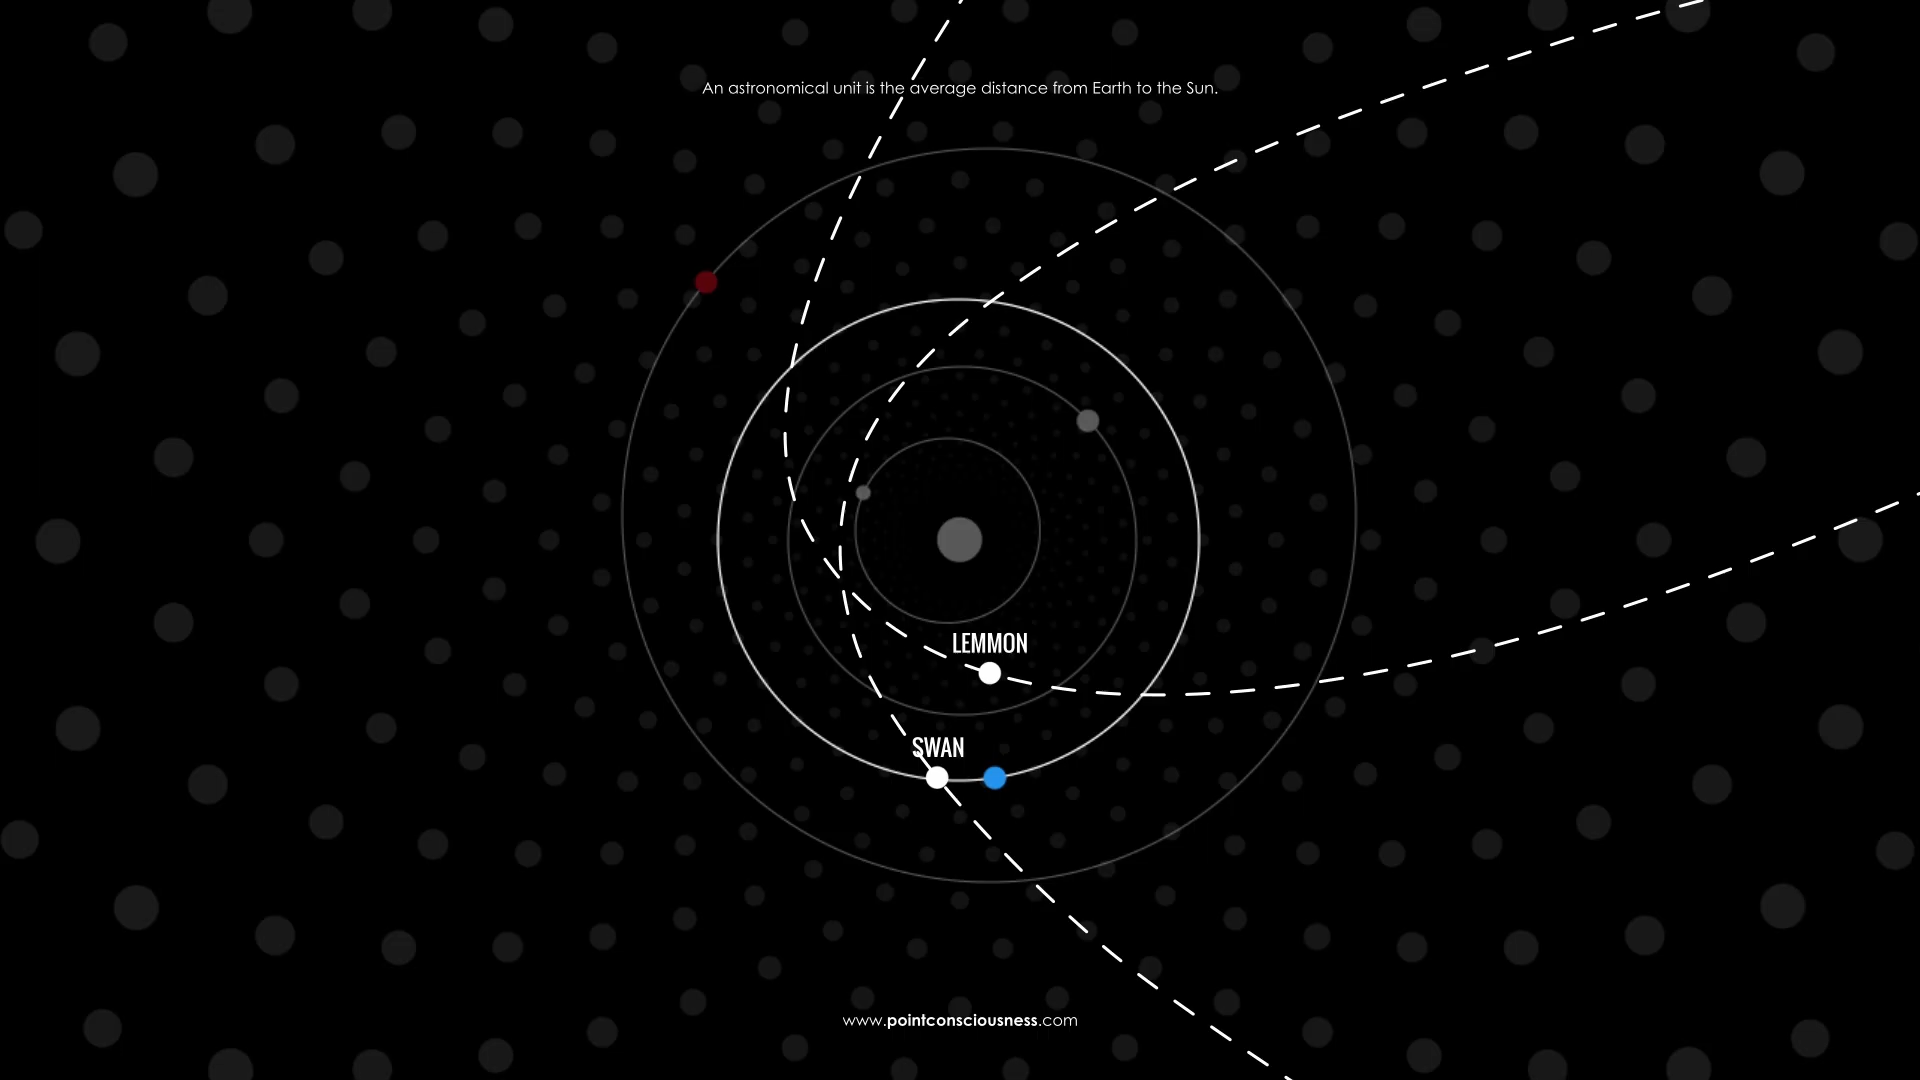 An astronomical unit is the average distance from Earth to the Sun.
LEMMON
SWAN
www.pointconsciousness.com